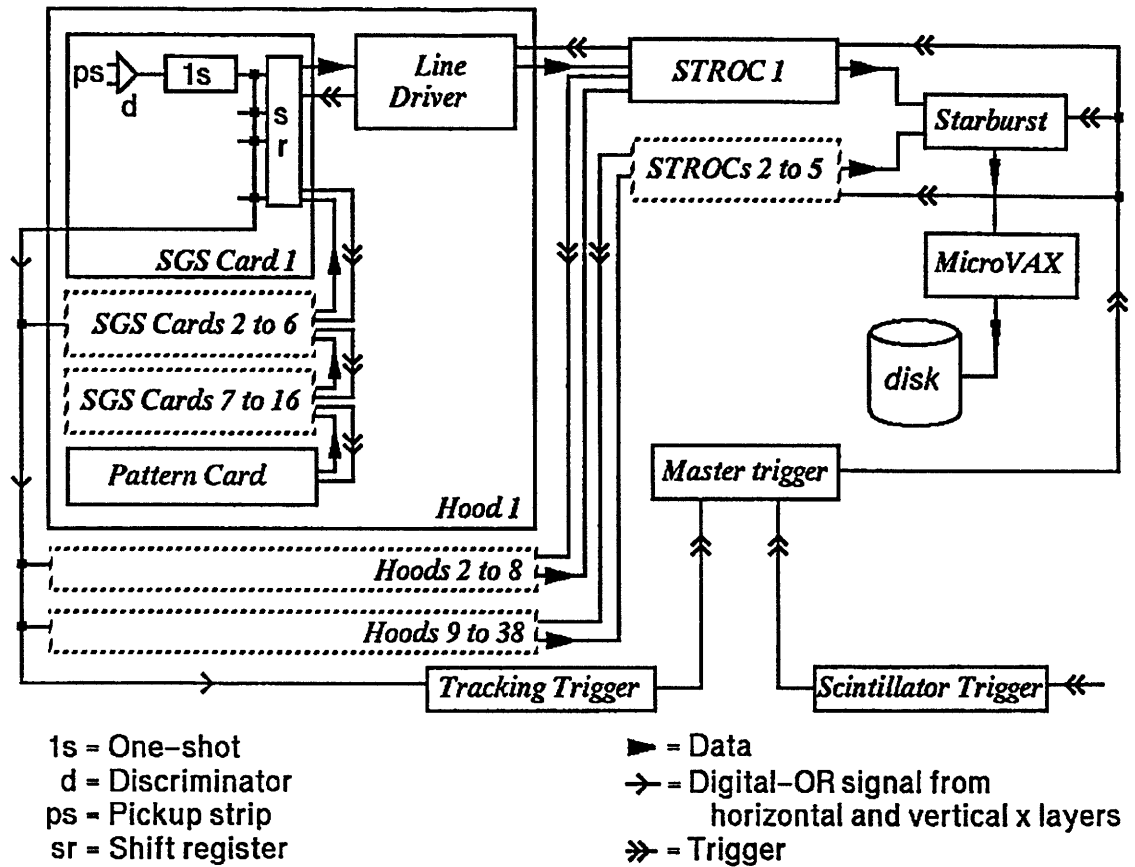 ps
d
1s
s
r
Line
Driver
STROC 1
Starburst
STROCs 2 to 5
SGS Card 1
MicroVAX
SGS Cards 2 to 6
disk
SGS Cards 7 to 16
Pattern Card
Master trigger
Hood 1
Hoods 2 to 8
Hoods 9 to 38
Tracking Trigger
Scintillator Trigger
1s = One-shot
d = Discriminator
ps = Pickup strip
sr = Shift register
= Data
= Digital-OR signal from
horizontal and vertical x layers
= Trigger